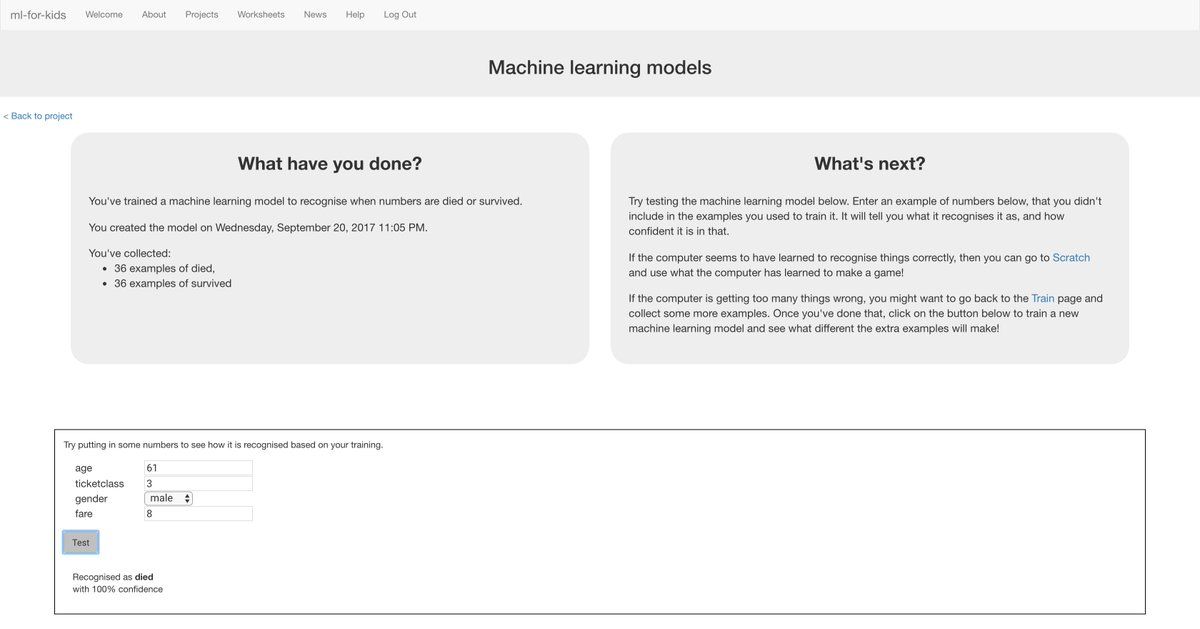 ml-for-kids Welcome About Projects Worksheets News Help Log Out
Machine learning models
< Back to project
What have you done?
You've trained a machine learning model to recognise when numbers are died or survived.
You created the model on Wednesday, September 20, 2017 11:05 PM.
You've collected:
• 36 examples of died,
• 36 examples of survived
What's next?
Try testing the machine learning model below. Enter an example of numbers below, that you didn't
include in the examples you used to train it. It will tell you what it recognises it as, and how
confident it is in that.
If the computer seems to have learned to recognise things correctly, then you can go to Scratch
and use what the computer has learned to make a game!
If the computer is getting too many things wrong, you might want to go back to the Train page and
collect some more examples. Once you've done that, click on the button below to train a new
machine learning model and see what different the extra examples will make!
Try putting in some numbers to see how it is recognised based on your training.
age 61
ticketclass 3
gender male
fare 8
Test
Recognised as died
with 100% confidence